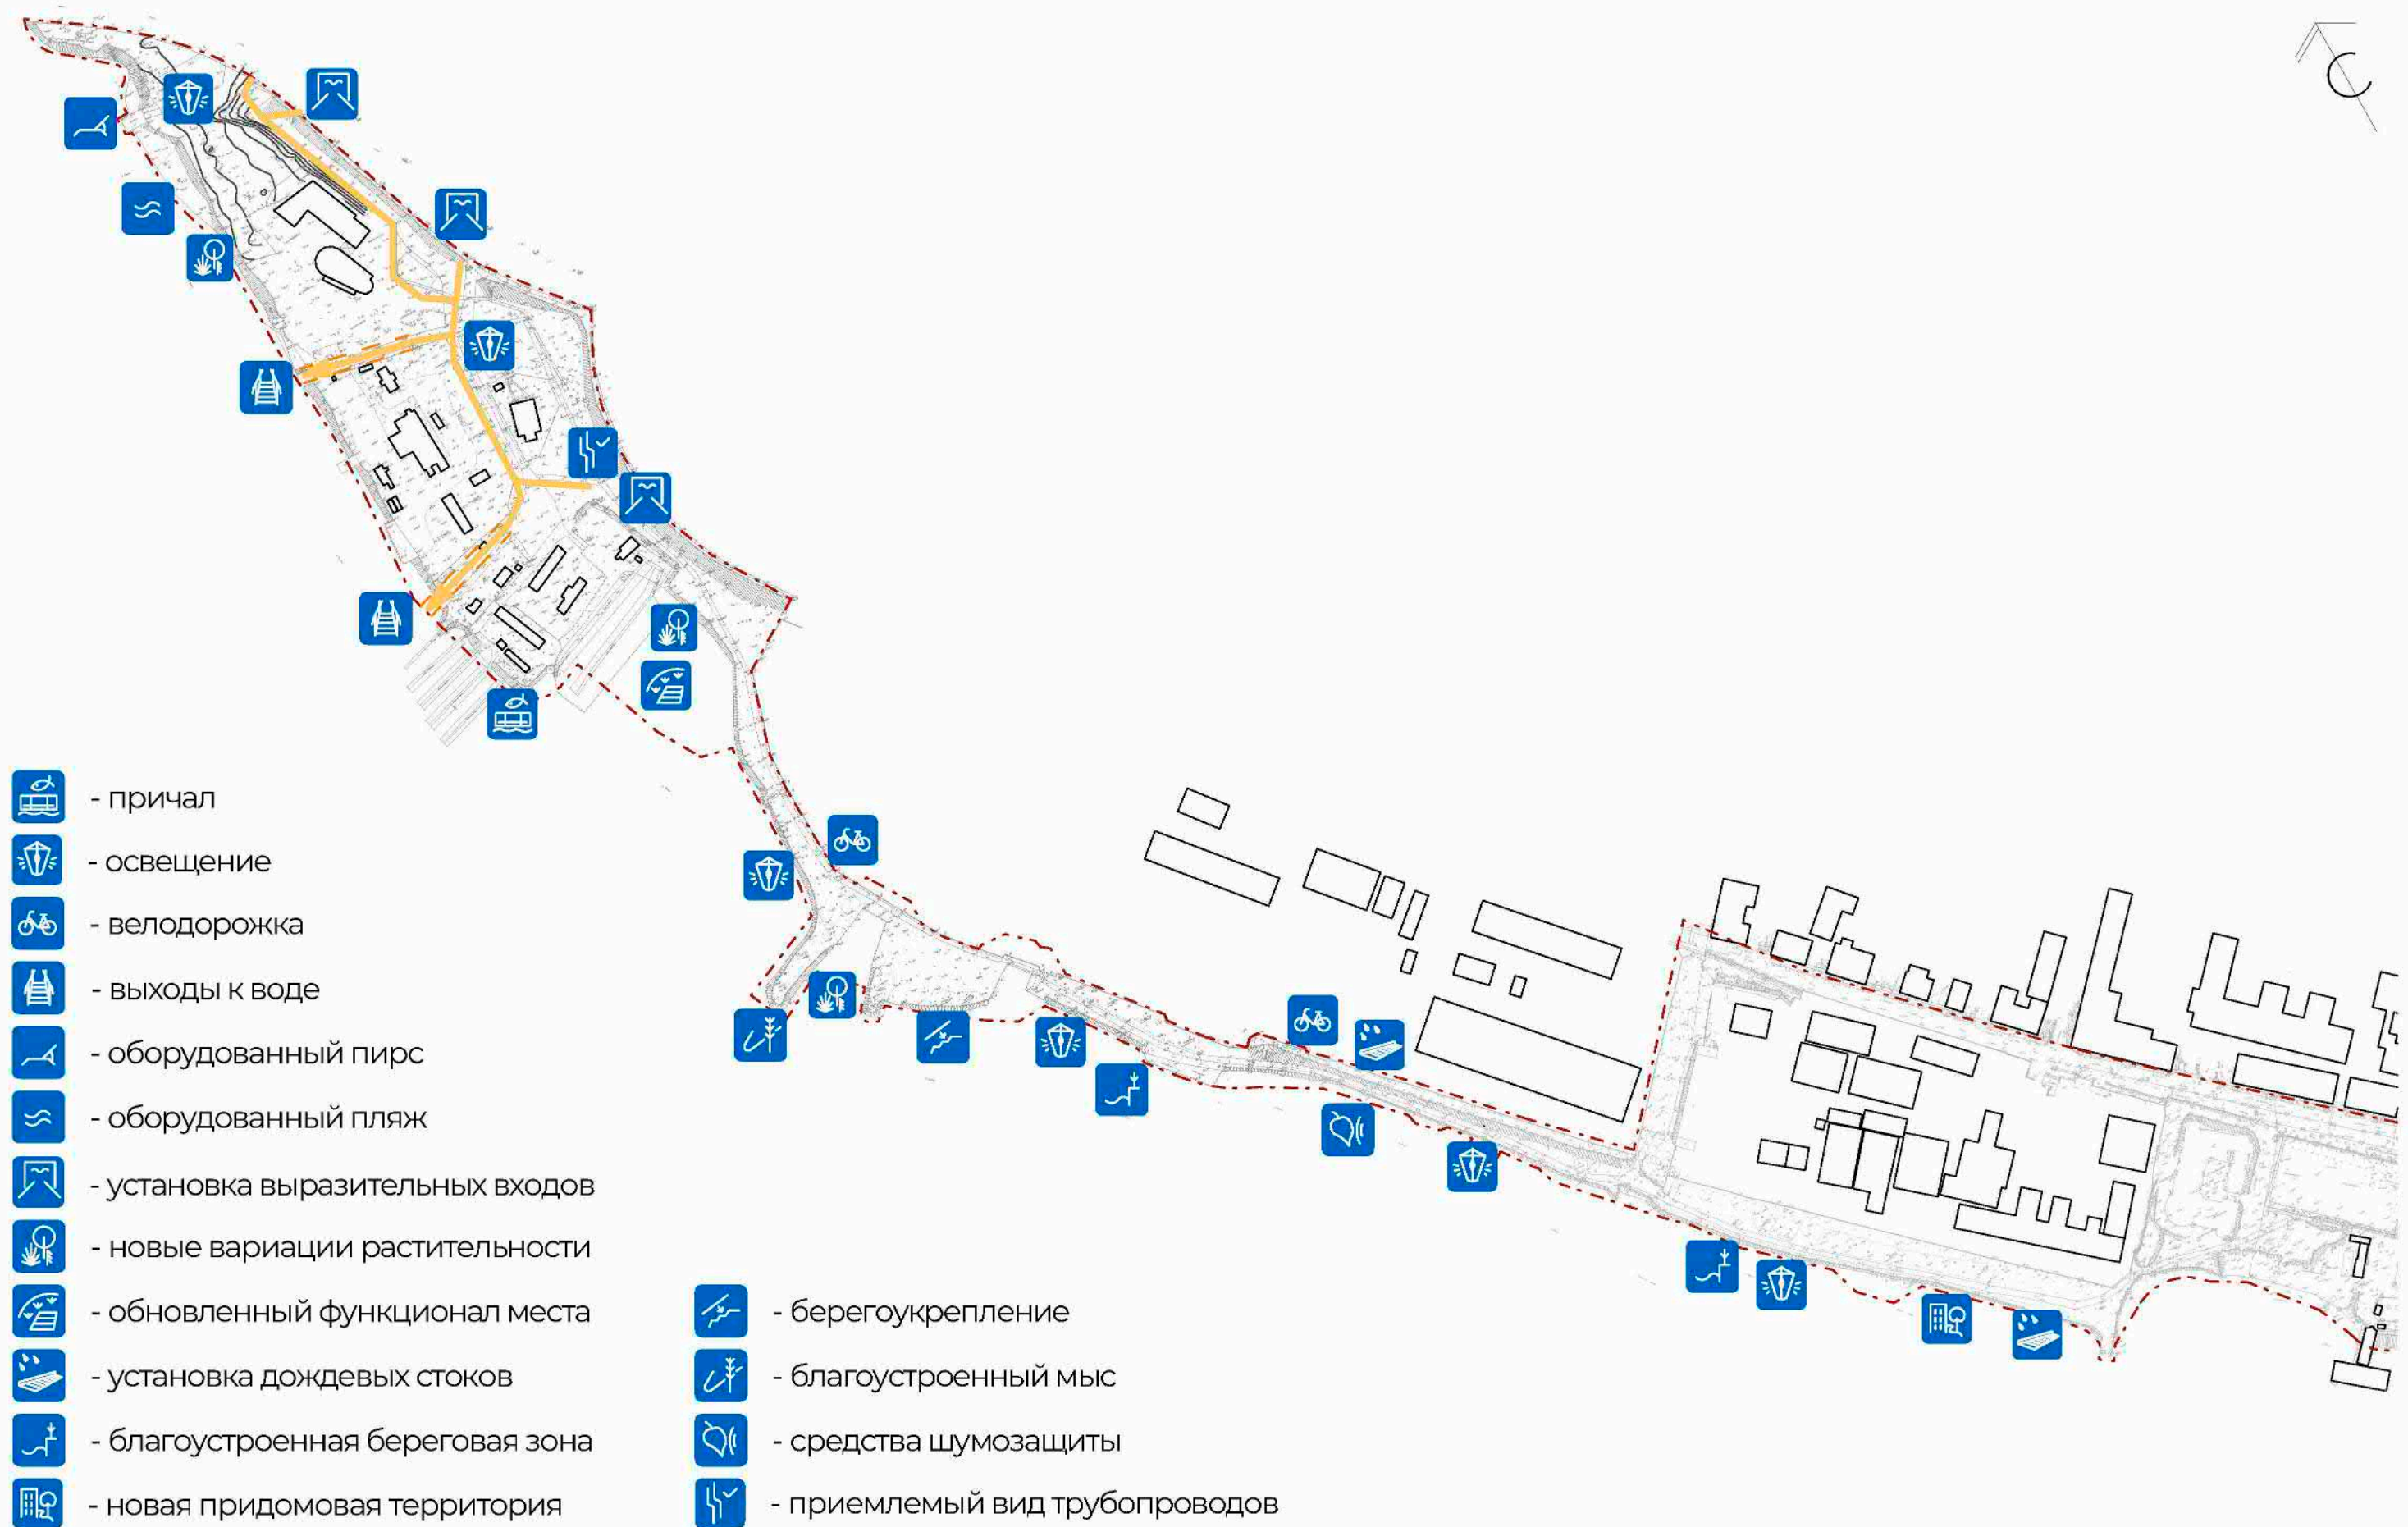 С
- причал
- освещение
- велодорожка
- выходы к воде
- оборудованный пирс
- оборудованный пляж
- установка выразительных входов
- новые вариации растительности
- обновленный функционал места
- установка дождевых стоков
- благоустроенная береговая зона
- новая придомовая территория
- берегоукрепление
- благоустроенный мыс
- средства шумозащиты
- приемлемый вид трубопроводов